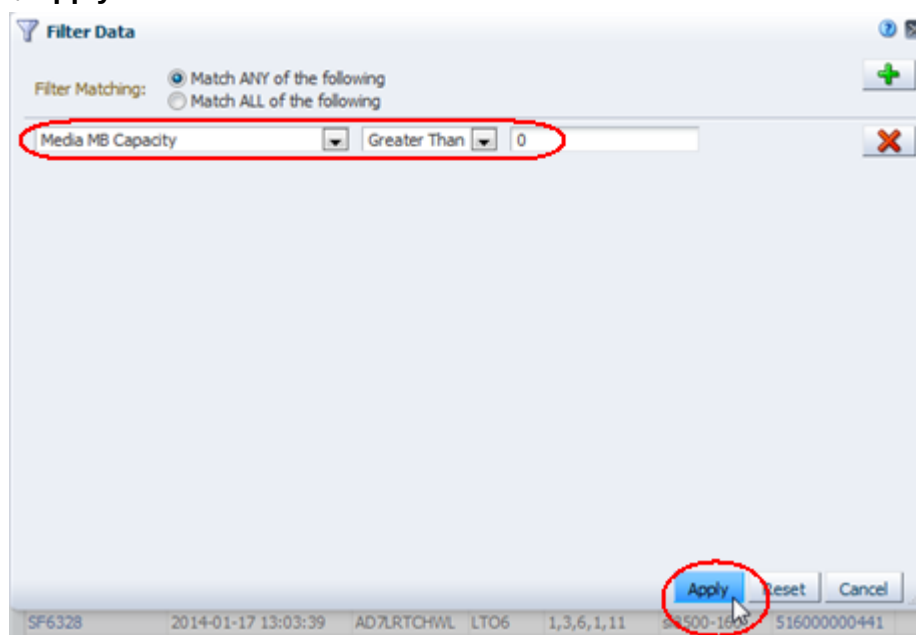 Filter Data
Filter Matching:
Match ANY of the following
Match ALL of the following
Media MB Capacity Greater Than 0
Apply Reset Cancel
SF6328 2014-01-17 13:03:39 AD7LRTCHWL LTO6 1,3,6,1,11 516000000441